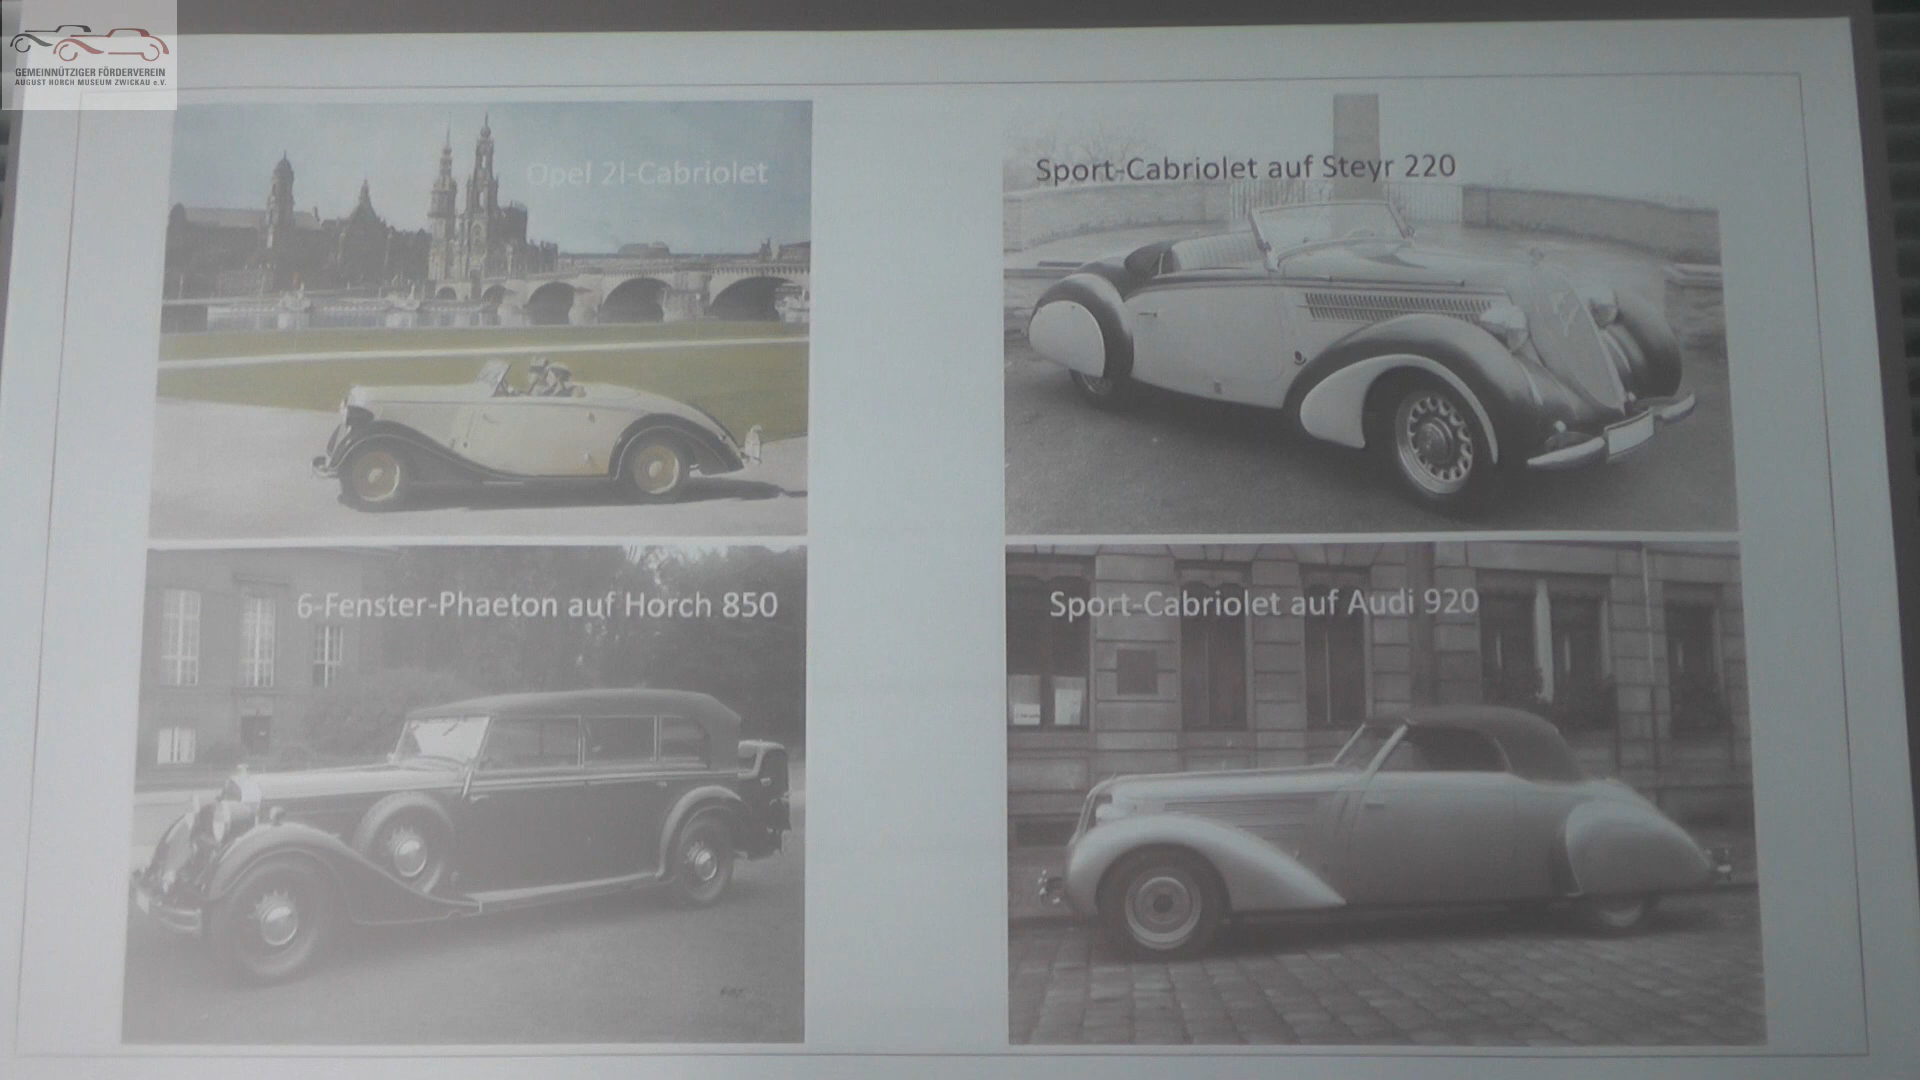 GEMEINNÜTZIGER FÖRDERVEREIN
AUGUST HORCH MUSEUM ZWICKAU e.V.
Opel 2l-Cabriolet
Sport-Cabriolet auf Steyr 220
6-Fenster-Phaeton auf Horch 850
Sport-Cabriolet auf Audi 920